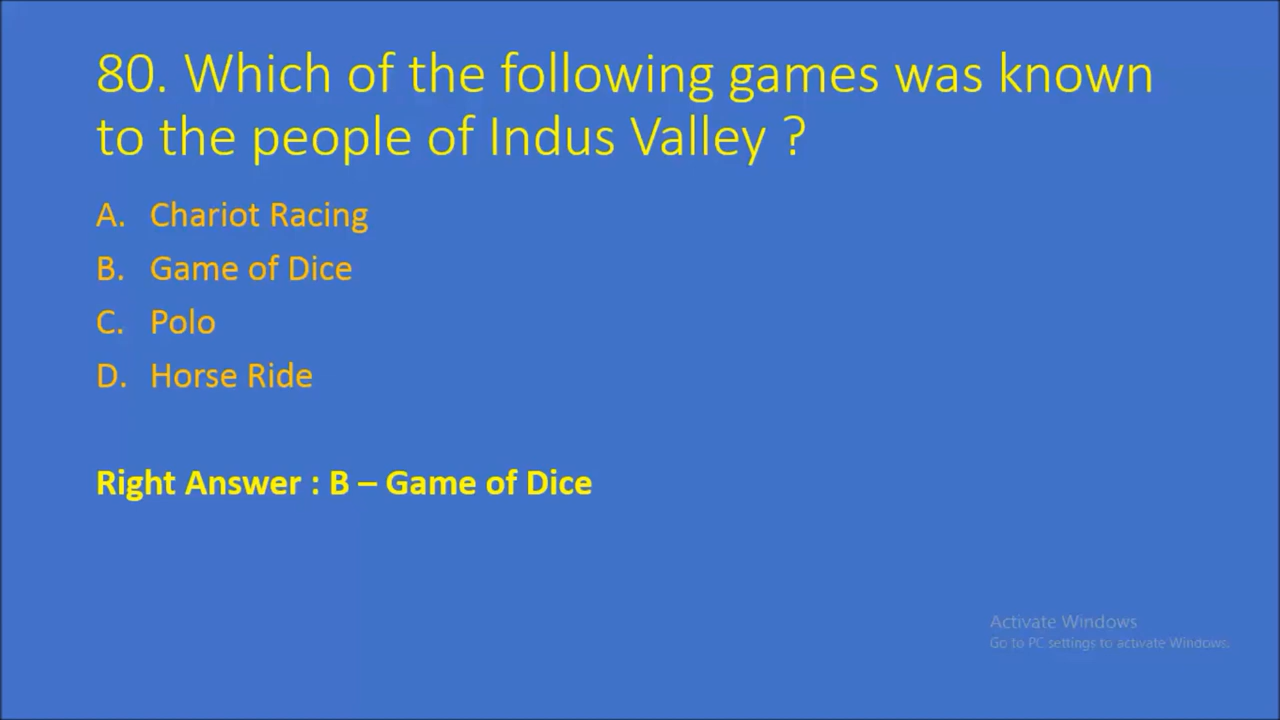 80. Which of the following games was known
to the people of Indus Valley ?
A. Chariot Racing
B. Game of Dice
C. Polo
D. Horse Ride
Right Answer : B – Game of Dice
Activate Windows
Go to PC settings to activate Windows.